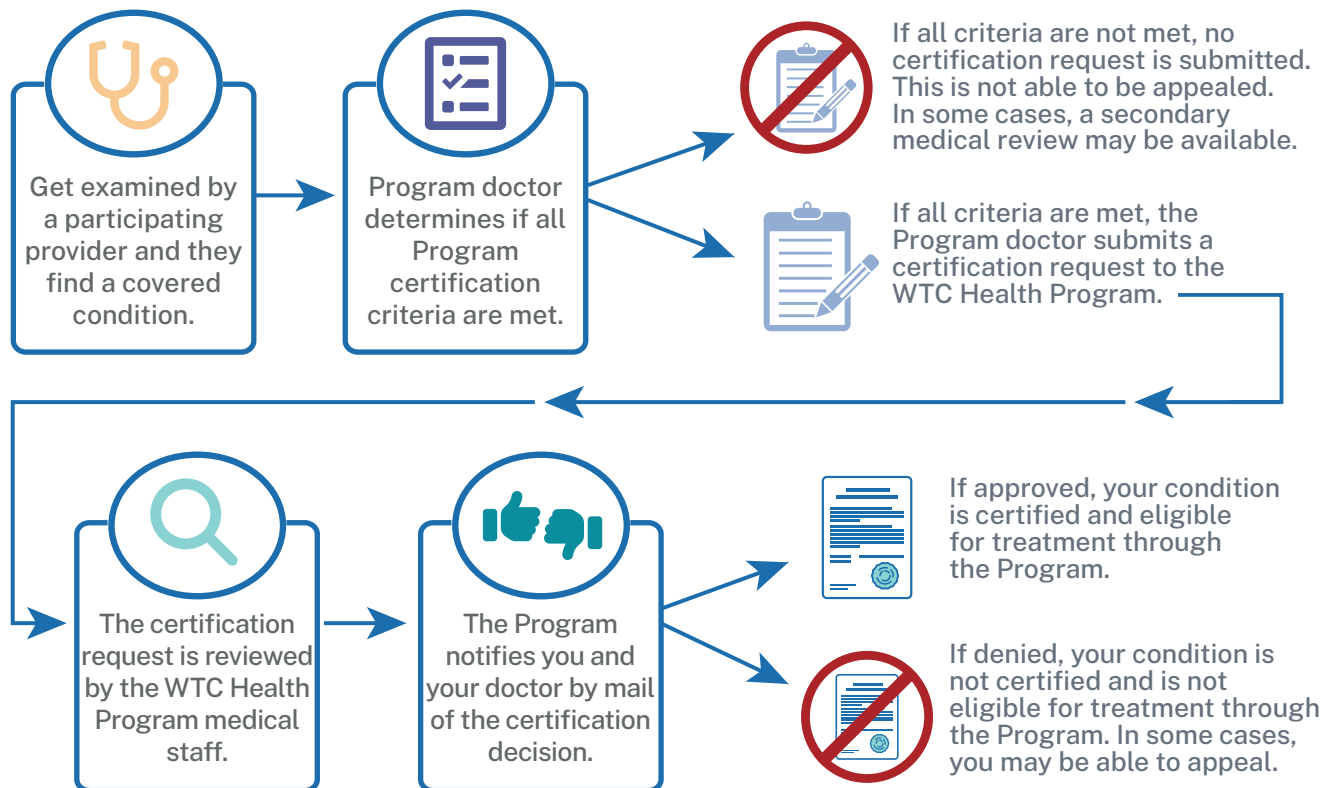 Get examined by
a participating
provider and they
find a covered
condition.
Program doctor
determines if all
Program
certification
criteria are met.
If all criteria are not met, no
certification request is submitted.
This is not able to be appealed.
In some cases, a secondary
medical review may be available.
If all criteria are met, the
Program doctor submits a
certification request to the
WTC Health Program.
The certification
request is reviewed
by the WTC Health
Program medical
staff.
The Program
notifies you and
your doctor by mail
of the certification
decision.
If approved, your condition
is certified and eligible
for treatment through
the Program.
If denied, your condition is
not certified and is not
eligible for treatment through
the Program. In some cases,
you may be able to appeal.